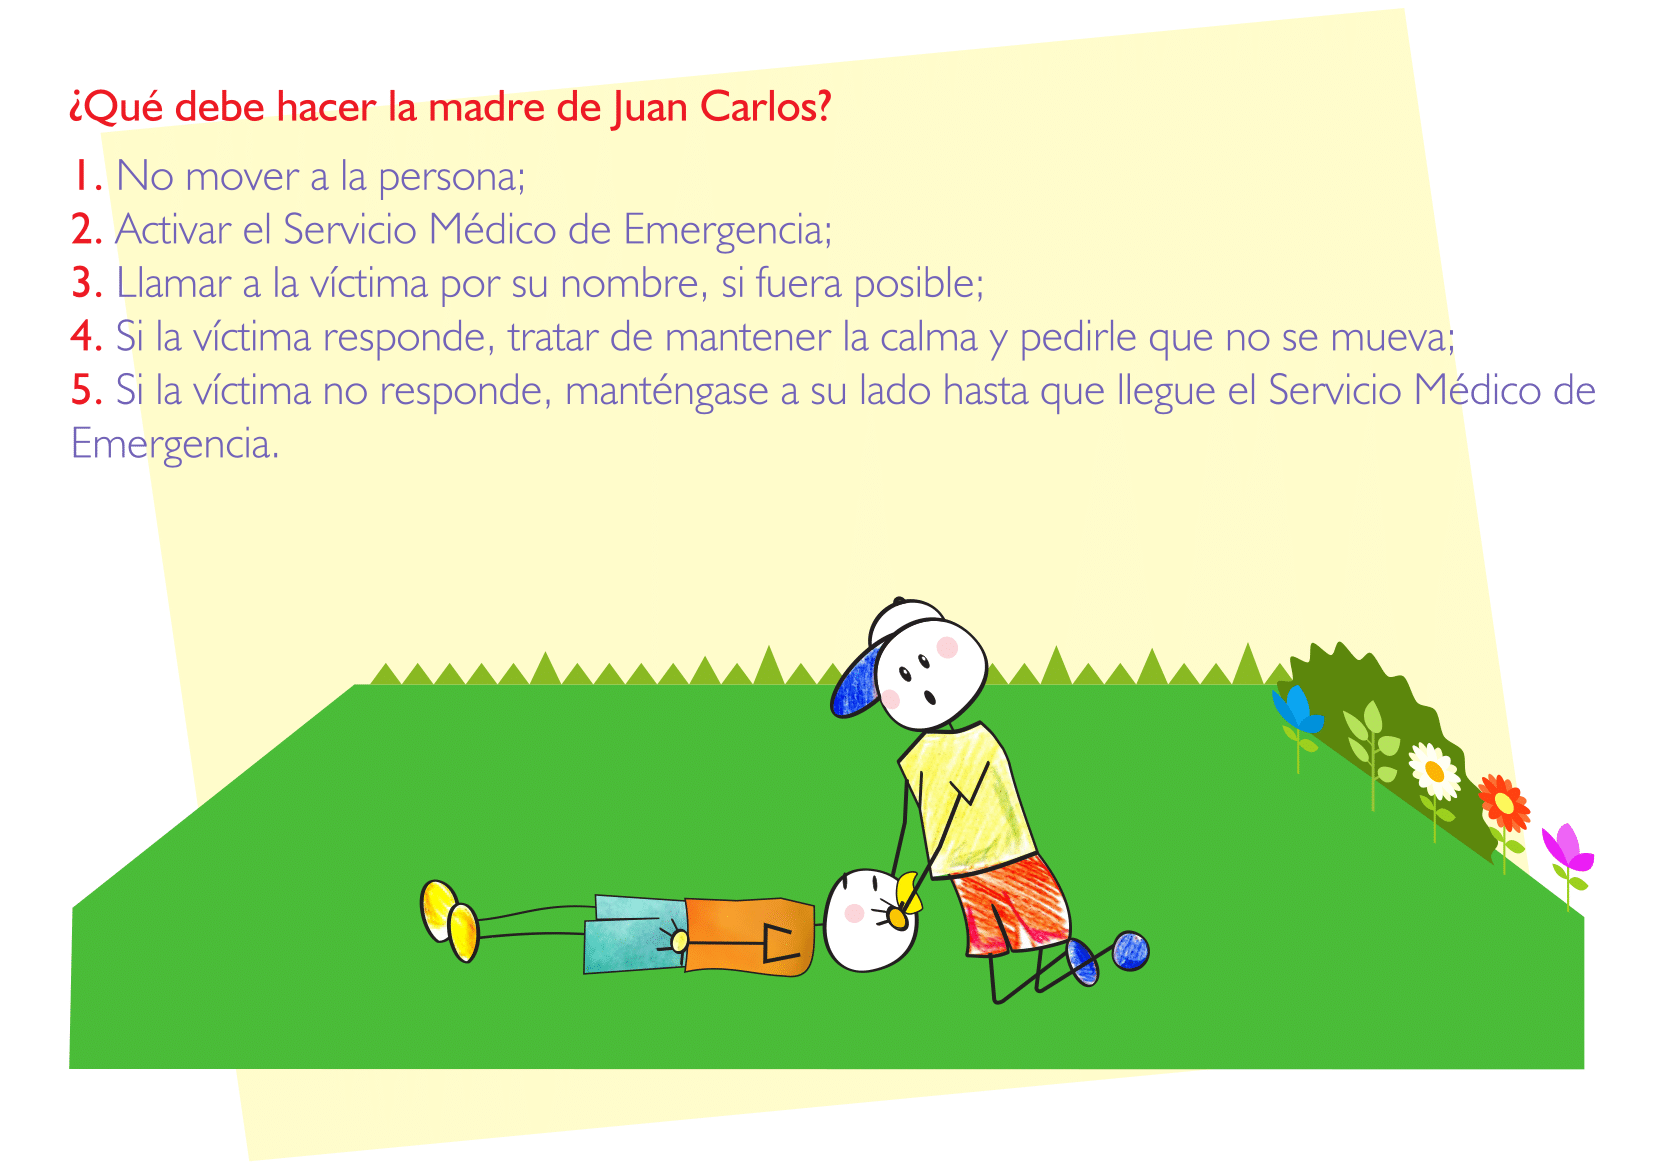 ¿Qué debe hacer la madre de Juan Carlos?
1. No mover a la persona;
2. Activar el Servicio Médico de Emergencia;
3. Llamar a la víctima por su nombre, si fuera posible;
4. Si la víctima responde, tratar de mantener la calma y pedirle que no se mueva;
5. Si la víctima no responde, manténgase a su lado hasta que llegue el Servicio Médico de
Emergencia.